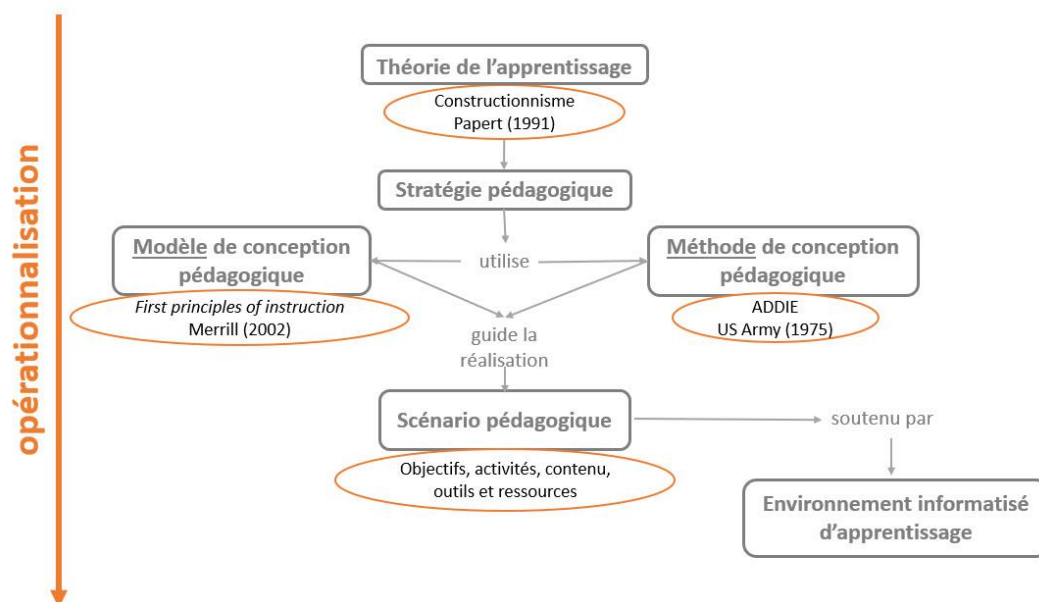 opérationnalisation
Théorie de l'apprentissage
Constructionnisme
Papert (1991)
Stratégie pédagogique
Modèle de conception
pédagogique
First principles of instruction
Merrill (2002)
utilise
Méthode de conception
pédagogique
ADDIE
US Army (1975)
guide la
réalisation
Scénario pédagogique
Objectifs, activités, contenu,
outils et ressources
soutenu par
Environnement informatisé
d'apprentissage